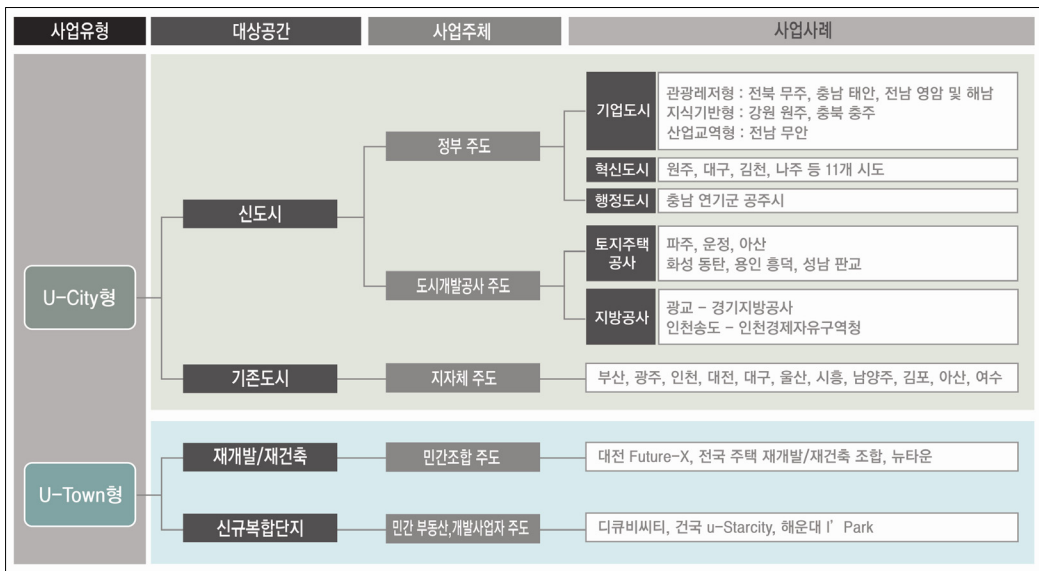 사업유형
대상공간
사업주체
사업사례
U-City형
신도시
정부 주도
기업도시
관광레저형 : 전북 무주, 충남 태안, 전남 영암 및 해남
지식기반형 : 강원 원주, 충북 충주
산업교역형 : 전남 무안
혁신도시
원주, 대구, 김천, 나주 등 11개 시도
행정도시
충남 연기군 공주시
도시개발공사 주도
토지주택
공사
파주, 운정, 아산
화성 동탄, 용인 흥덕, 성남 판교
지방공사
광교 - 경기지방공사
인천송도 - 인천경제자유구역청
기존도시
지자체 주도
부산, 광주, 인천, 대전, 대구, 울산, 시흥, 남양주, 김포, 아산, 여수
U-Town형
재개발/재건축
민간조합 주도
대전 Future-X, 전국 주택 재개발/재건축 조합, 뉴타운
신규복합단지
민간 부동산,개발사업자 주도
디큐비씨티, 건국 u-Starcity, 해운대 I’ Park